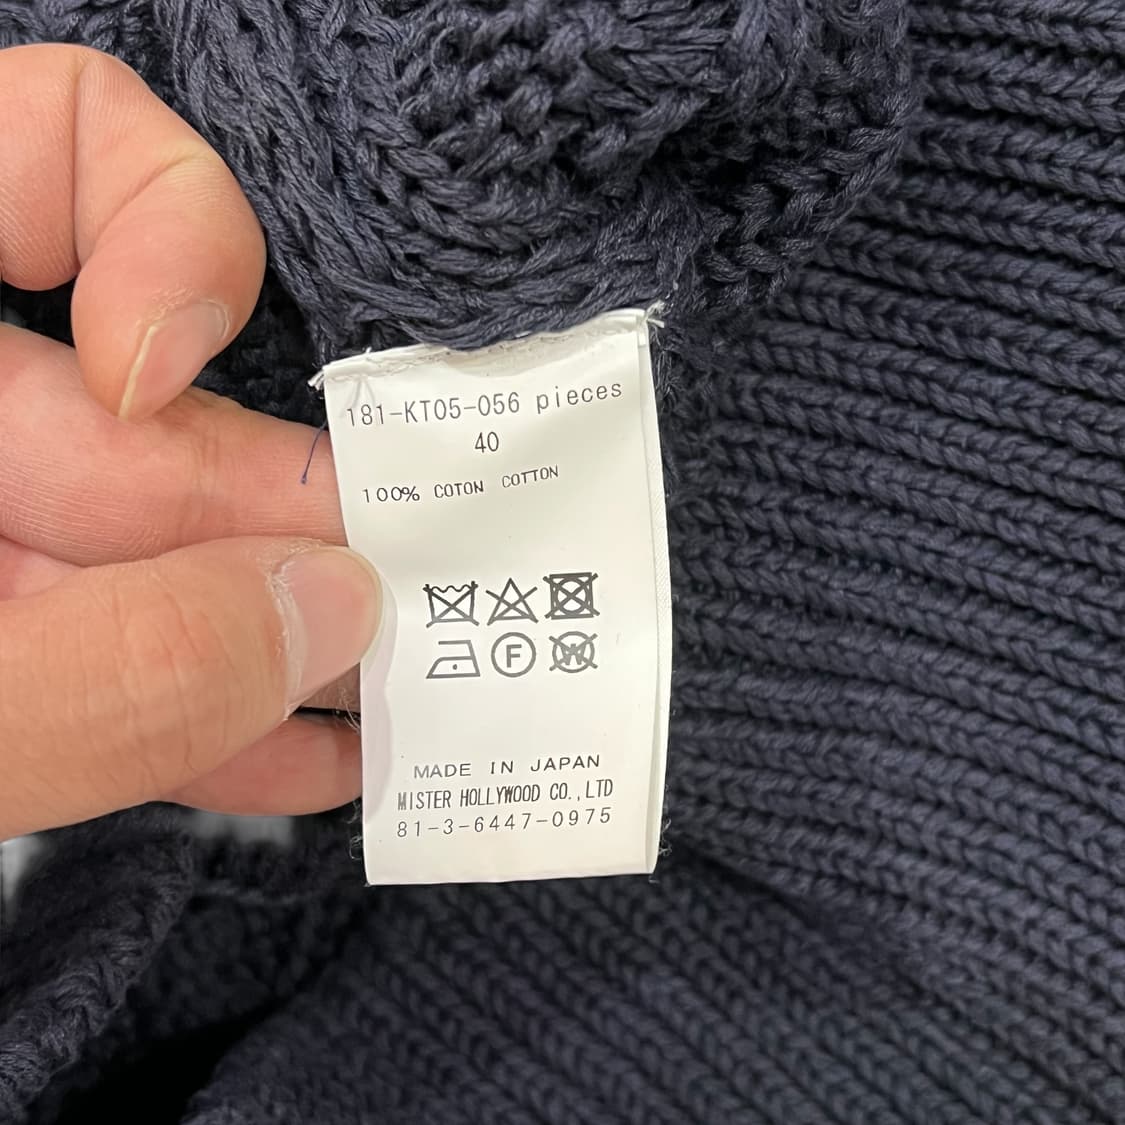 181-KT05-056 pieces
40
100% COTON COTTON
F W
MADE IN JAPAN
MISTER HOLLYWOOD CO.,LTD
81-3-6447-0975